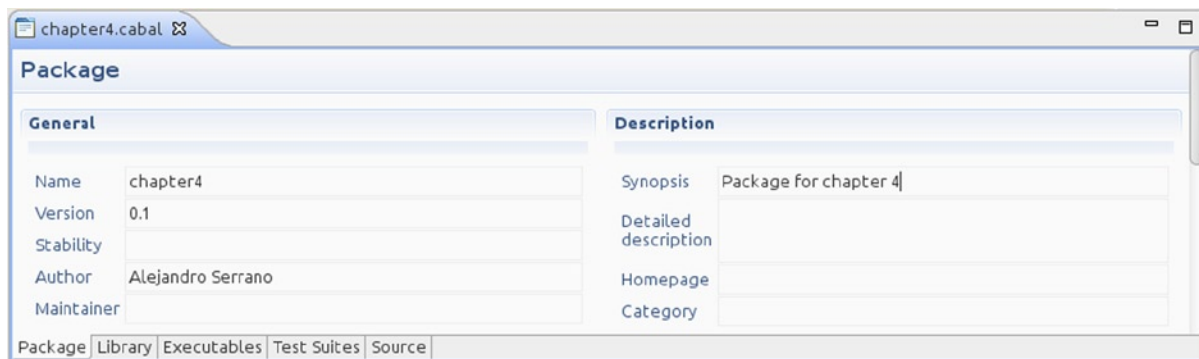 chapter4.cabal
Package
General
Name chapter4
Version 0.1
Stability
Author Alejandro Serrano
Maintainer
Description
Synopsis Package for chapter 4
Detailed
description
Homepage
Category
Package Library Executables Test Suites Source